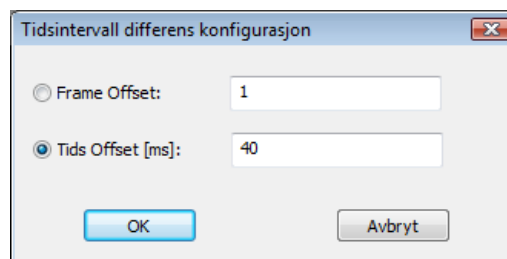 Tidsintervall differens konfigurasjon
Frame Offset: 1
Tids Offset [ms]: 40
OK Avbryt